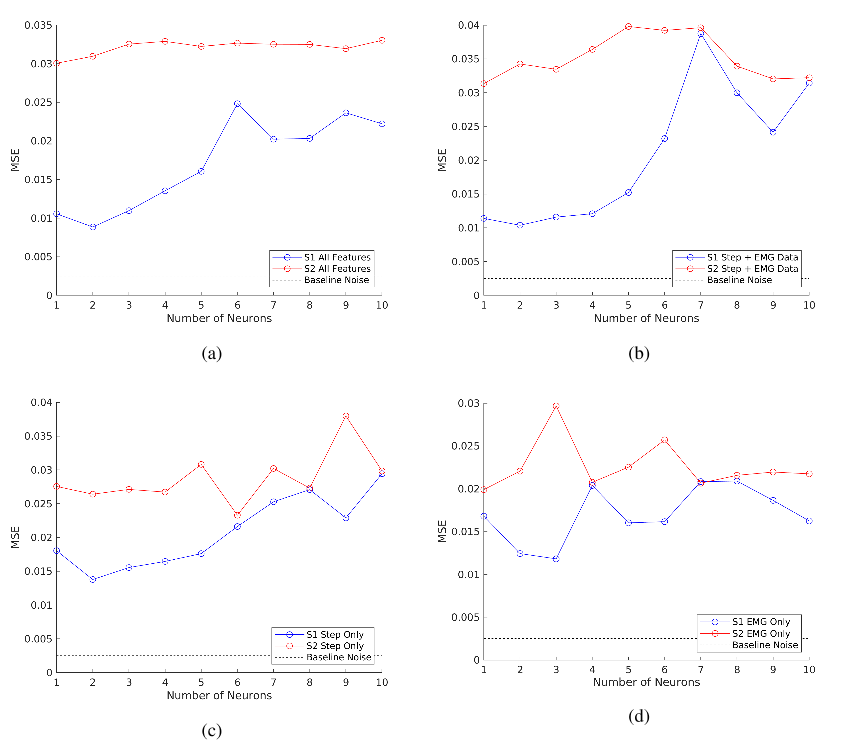 0.035
0.03
0.025
0.02
0.015
0.01
0.005
0
MSE
1 2 3 4 5 6 7 8 9 10
Number of Neurons
S1 All Features
S2 All Features
Baseline Noise
(a)
0.04
0.035
0.03
0.025
0.02
0.015
0.01
0.005
0
MSE
1 2 3 4 5 6 7 8 9 10
Number of Neurons
S1 Step + EMG Data
S2 Step + EMG Data
Baseline Noise
(b)
0.04
0.035
0.03
0.025
0.02
0.015
0.01
0.005
0
MSE
1 2 3 4 5 6 7 8 9 10
Number of Neurons
S1 Step Only
S2 Step Only
Baseline Noise
(c)
0.03
0.025
0.02
0.015
0.01
0.005
0
MSE
1 2 3 4 5 6 7 8 9 10
Number of Neurons
S1 EMG Only
S2 EMG Only
Baseline Noise
(d)